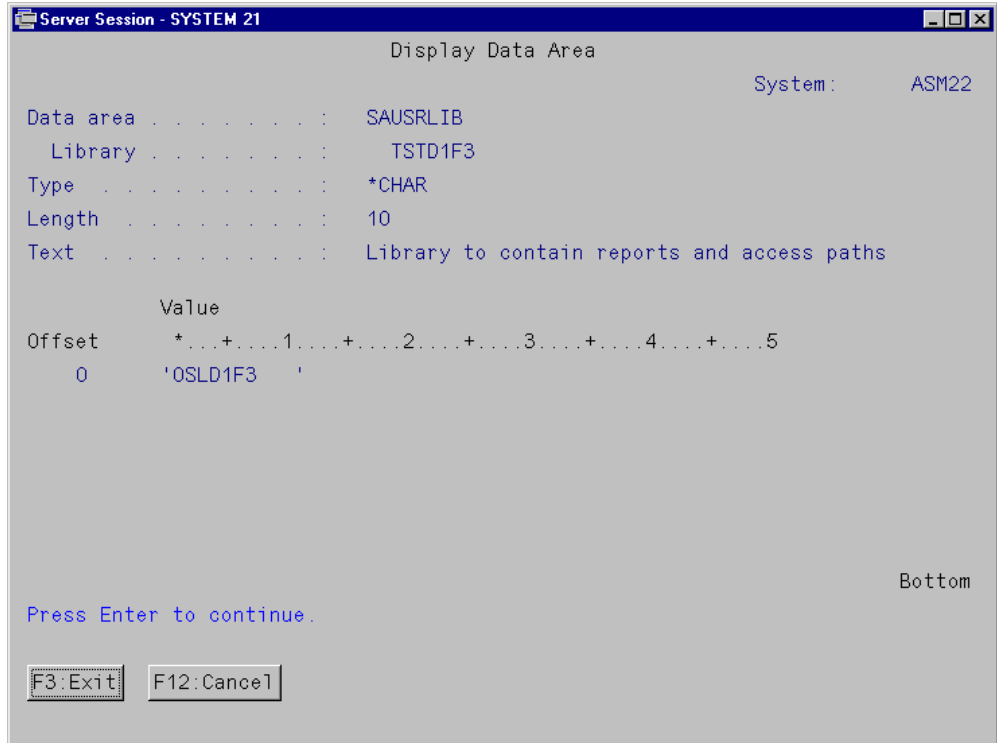 Server Session - SYSTEM 21
Display Data Area
System: ASM22
Data area . . . . . . . : SAUSRLIB
Library . . . . . . . : TSTD1F3
Type . . . . . . . . . : *CHAR
Length . . . . . . . . : 10
Text . . . . . . . . . : Library to contain reports and access paths
Value
Offset *...+....1....+....2....+....3....+....4....+....5
0 'OSLD1F3   '
Bottom
Press Enter to continue.
F3:Exit F12:Cancel